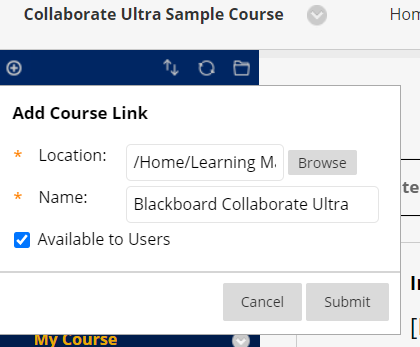 Collaborate Ultra Sample Course
Add Course Link
* Location: /Home/Learning Browse
* Name: Blackboard Collaborate Ultra
Available to Users
Cancel Submit
My Course